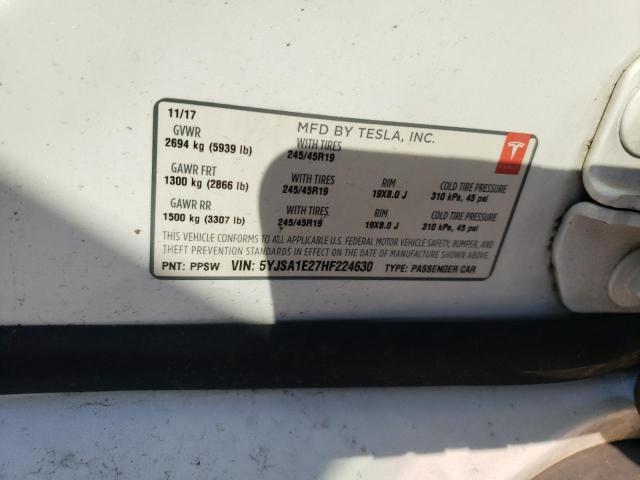 11/17
MFD BY TESLA, INC.
GVWR
2694 kg (5939 lb)
WITH TIRES
245/45R19
GAWR FRT
1300 kg (2866 lb)
WITH TIRES
245/45R19
RIM
19X8.0 J
COLD TIRE PRESSURE
310 kPa, 45 psi
GAWR RR
1500 kg (3307 lb)
WITH TIRES
245/45R19
RIM
19X8.0 J
COLD TIRE PRESSURE
310 kPa, 45 psi
THIS VEHICLE CONFORMS TO ALL APPLICABLE U.S. FEDERAL MOTOR VEHICLE SAFETY, BUMPER, AND
THEFT PREVENTION STANDARDS IN EFFECT ON THE DATE OF MANUFACTURE SHOWN ABOVE.
PNT: PPSW VIN: 5YJSA1E27HF224630 TYPE: PASSENGER CAR
TESLA